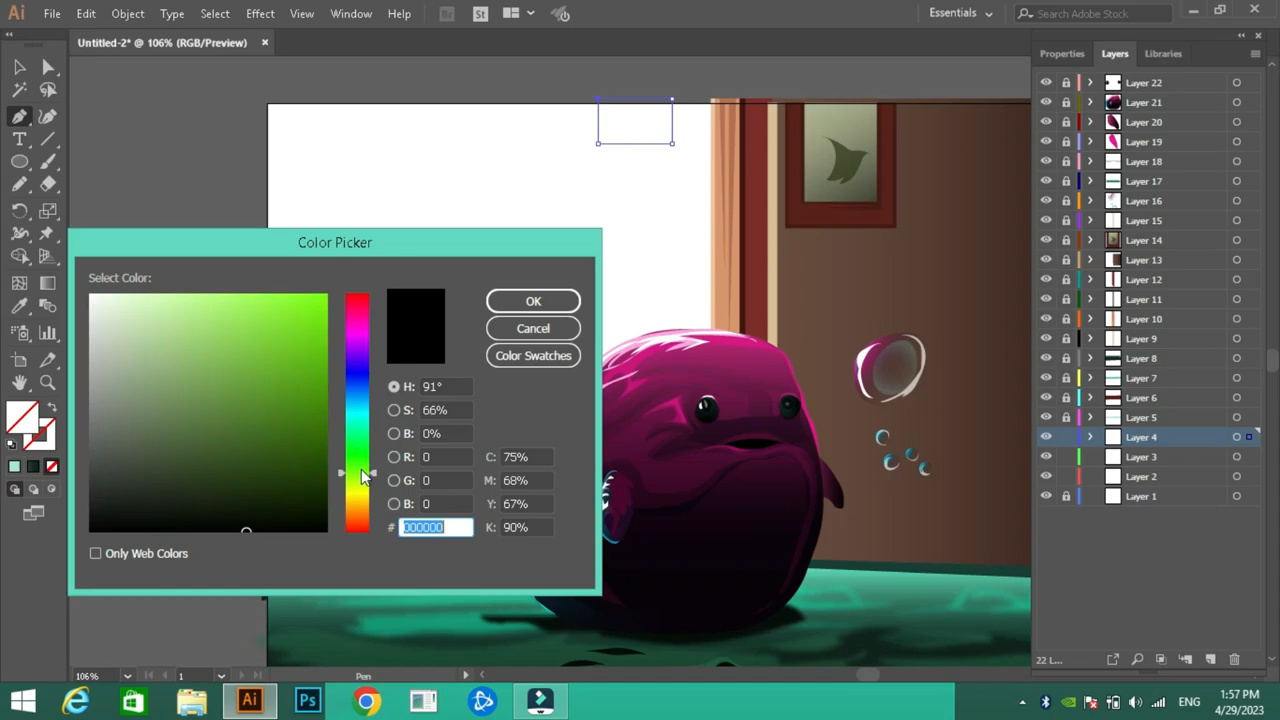 Ai File Edit Object Type Select Effect View Window Help Br St Essentials Search Adobe Stock
Untitled-2* @ 106% (RGB/Preview) ×
Properties Layers Libraries
Layer 22
Layer 21
Layer 20
Layer 19
Layer 18
Layer 17
Layer 16
Layer 15
Layer 14
Layer 13
Layer 12
Layer 11
Layer 10
Layer 9
Layer 8
Layer 7
Layer 6
Layer 5
Layer 4
Layer 3
Layer 2
Layer 1
22 L...
Color Picker
Select Color:
OK
Cancel
Color Swatches
H: 91°
S: 66%
B: 0%
R: 0 C: 75%
G: 0 M: 68%
B: 0 Y: 67%
# 000000 K: 90%
Only Web Colors
106% 1 Pen
Ai Ps ENG 1:57 PM
4/29/2023